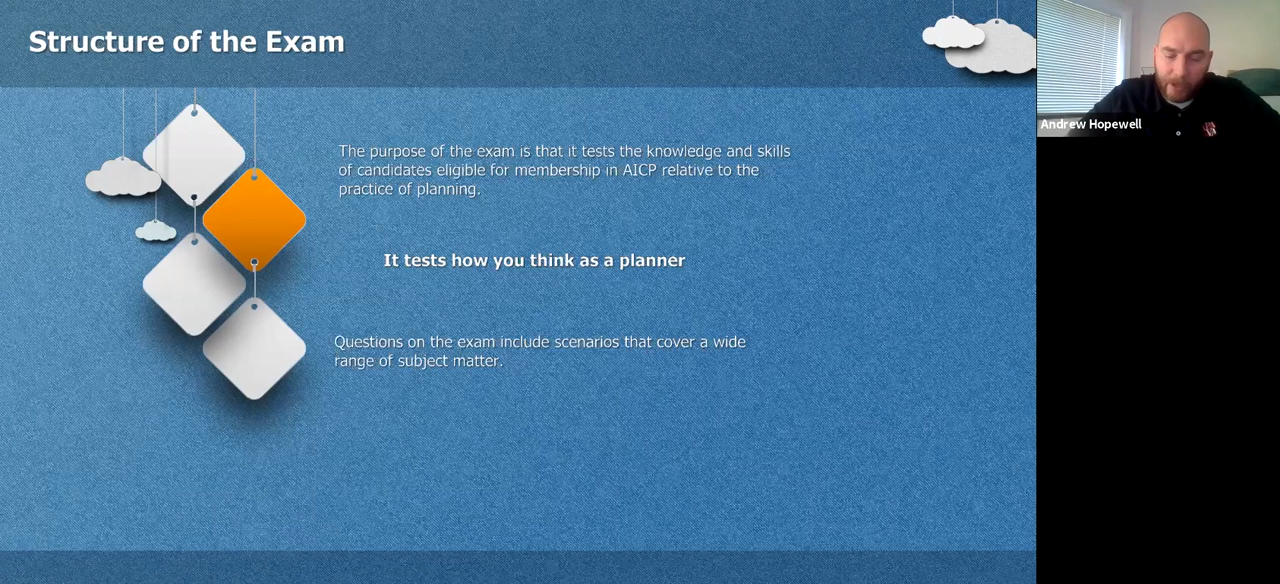 Structure of the Exam
Andrew Hopewell
The purpose of the exam is that it tests the knowledge and skills
of candidates eligible for membership in AICP relative to the
practice of planning.
It tests how you think as a planner
Questions on the exam include scenarios that cover a wide
range of subject matter.